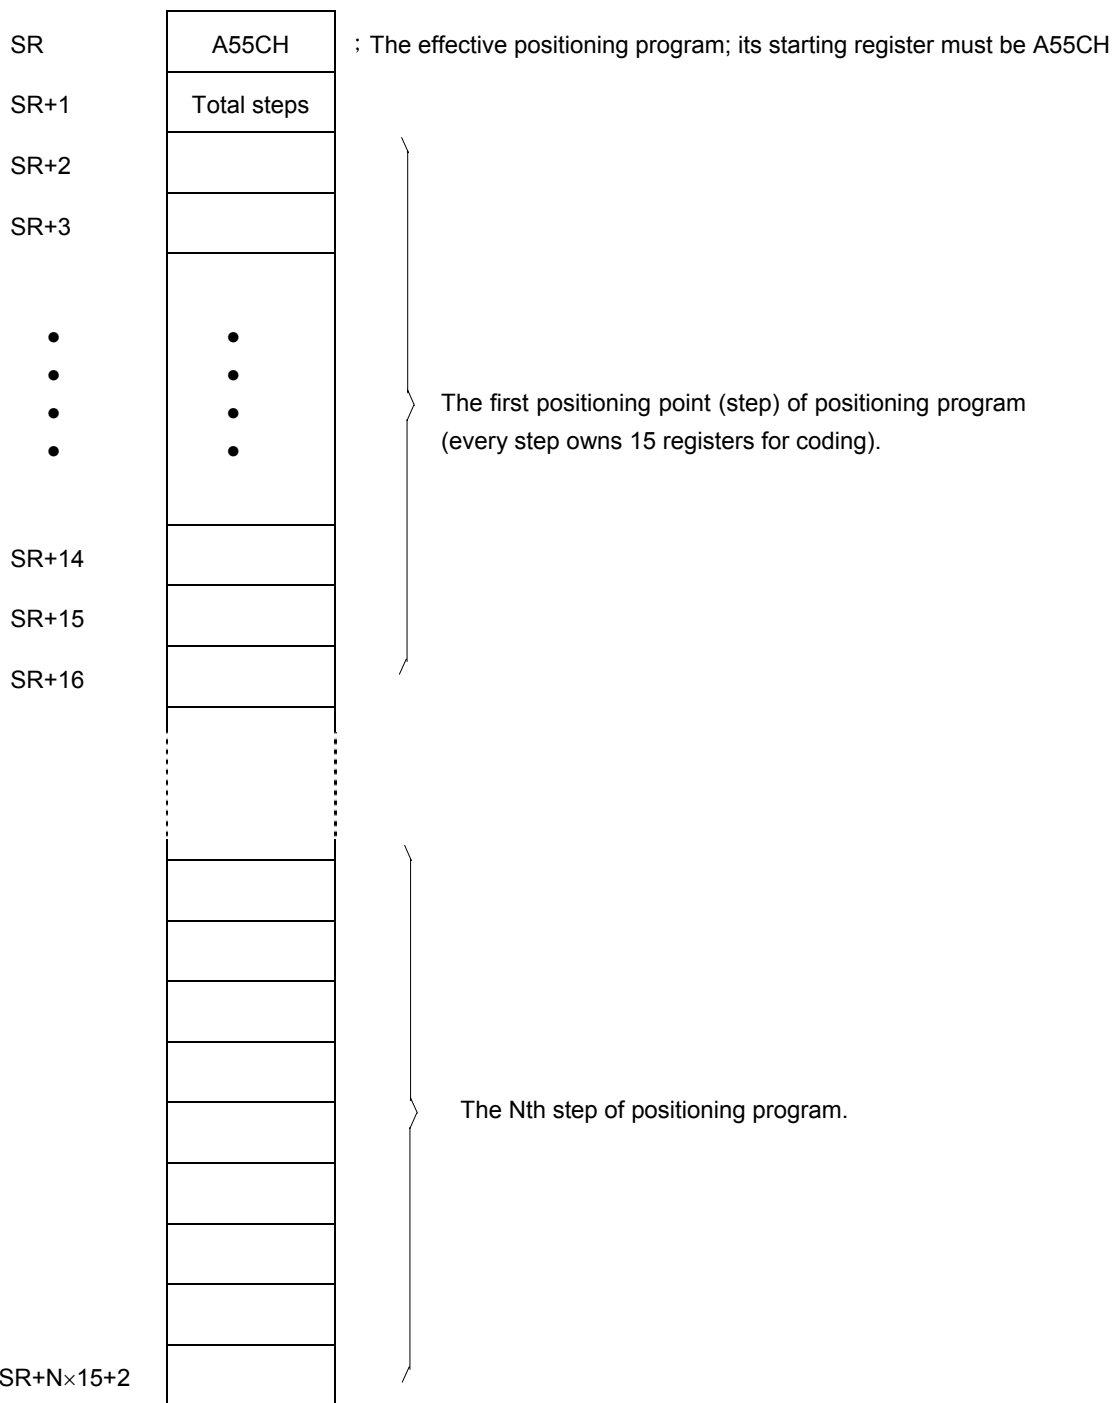 SR A55CH ; The effective positioning program; its starting register must be A55CH
SR+1 Total steps
SR+2
SR+3
The first positioning point (step) of positioning program
(every step owns 15 registers for coding).
SR+14
SR+15
SR+16
The Nth step of positioning program.
SR+N×15+2